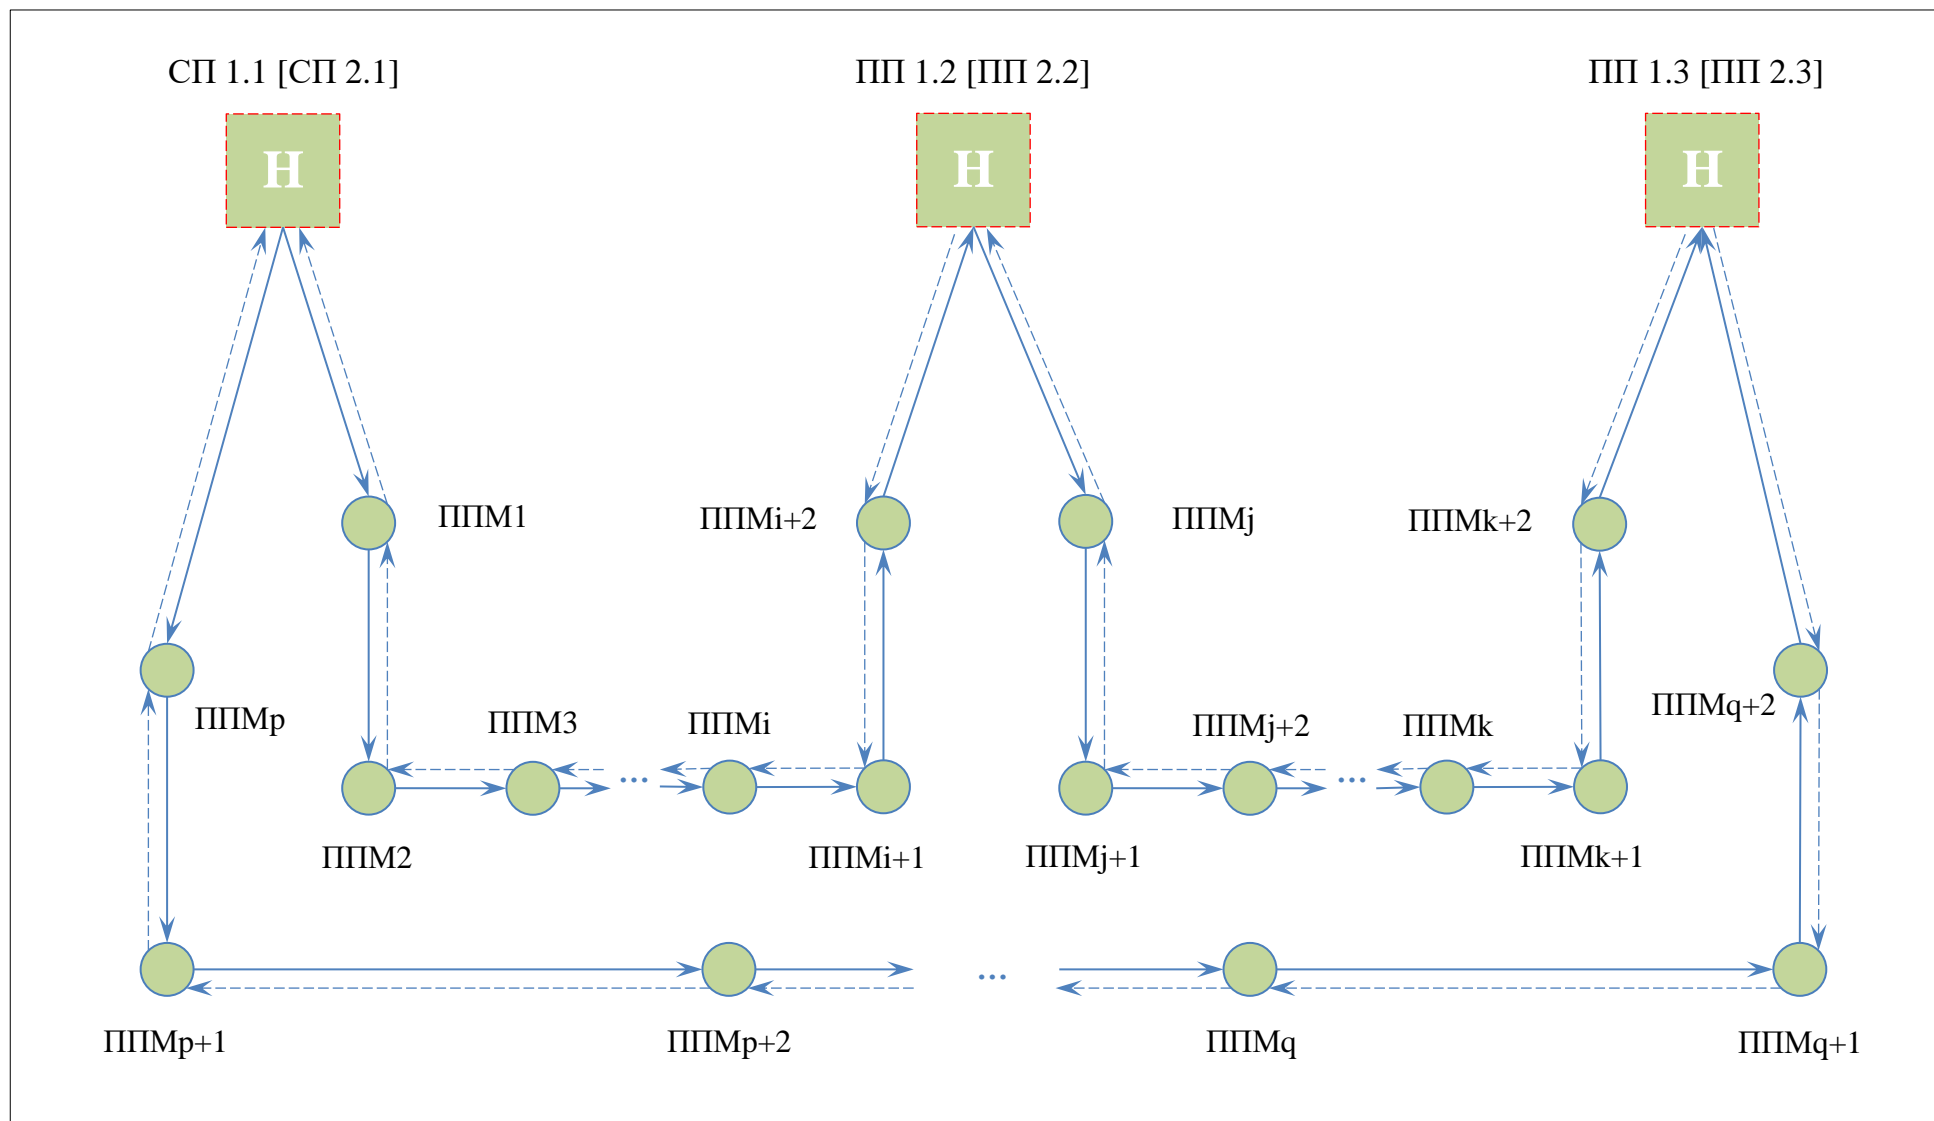 СП 1.1 [СП 2.1]
ПП 1.2 [ПП 2.2]
ПП 1.3 [ПП 2.3]
H
H
H
ППМ1
ППМi+2
ППМj
ППМk+2
ППМp
ППМ3
ППМi
ППМj+2
ППМk
ППМq+2
...
...
ППМ2
ППМi+1
ППМj+1
ППМk+1
...
ППМp+1
ППМp+2
ППМq
ППМq+1